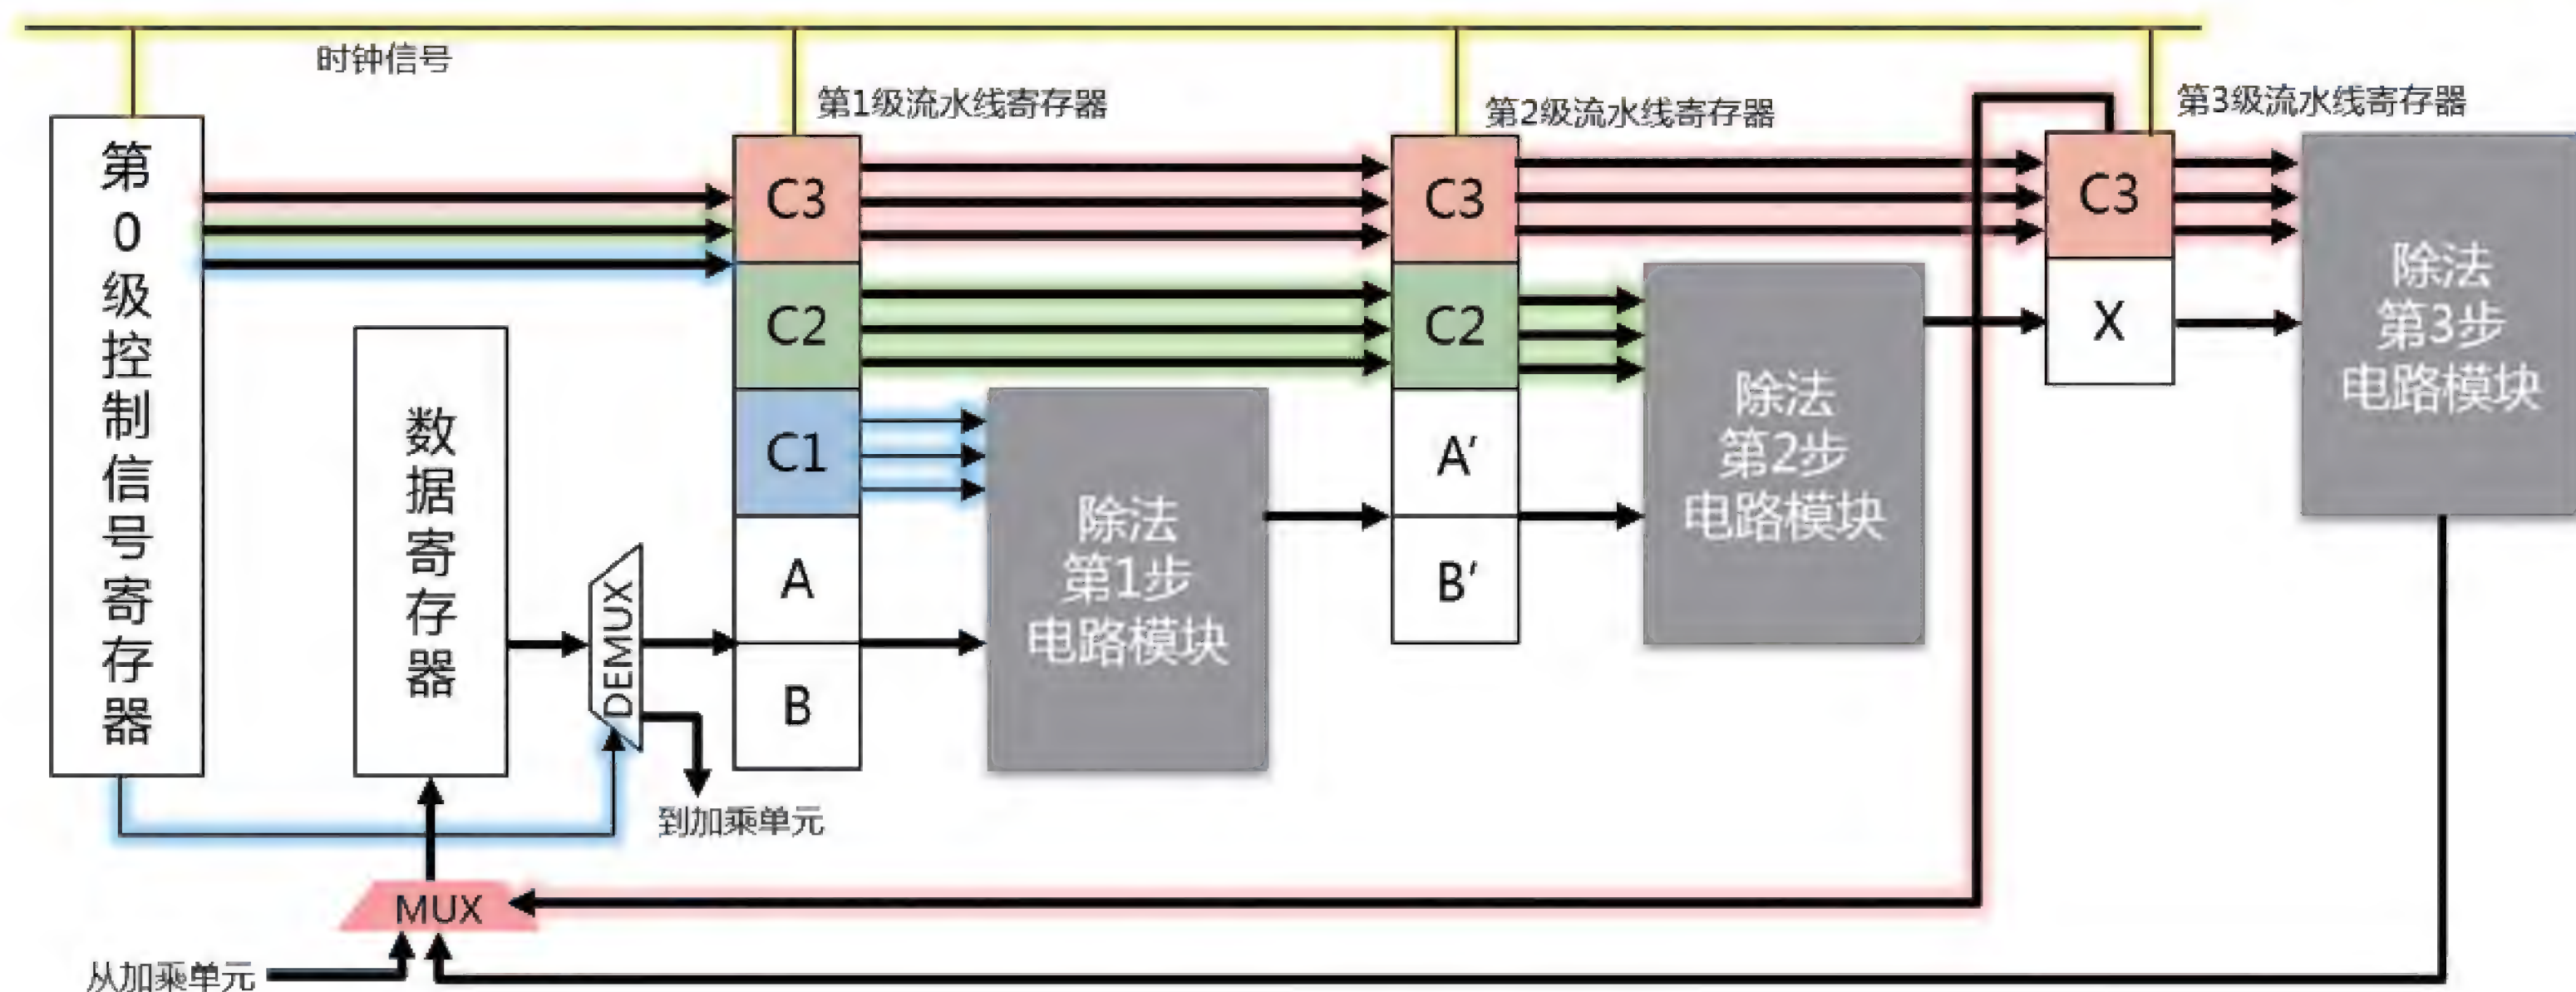 时钟信号
第1级流水线寄存器
第2级流水线寄存器
第3级流水线寄存器
第0级控制信号寄存器
数据寄存器
DEMUX
C3
C2
C1
A
B
除法
第1步
电路模块
C3
C2
A′
B′
除法
第2步
电路模块
C3
X
除法
第3步
电路模块
到加乘单元
MUX
从加乘单元